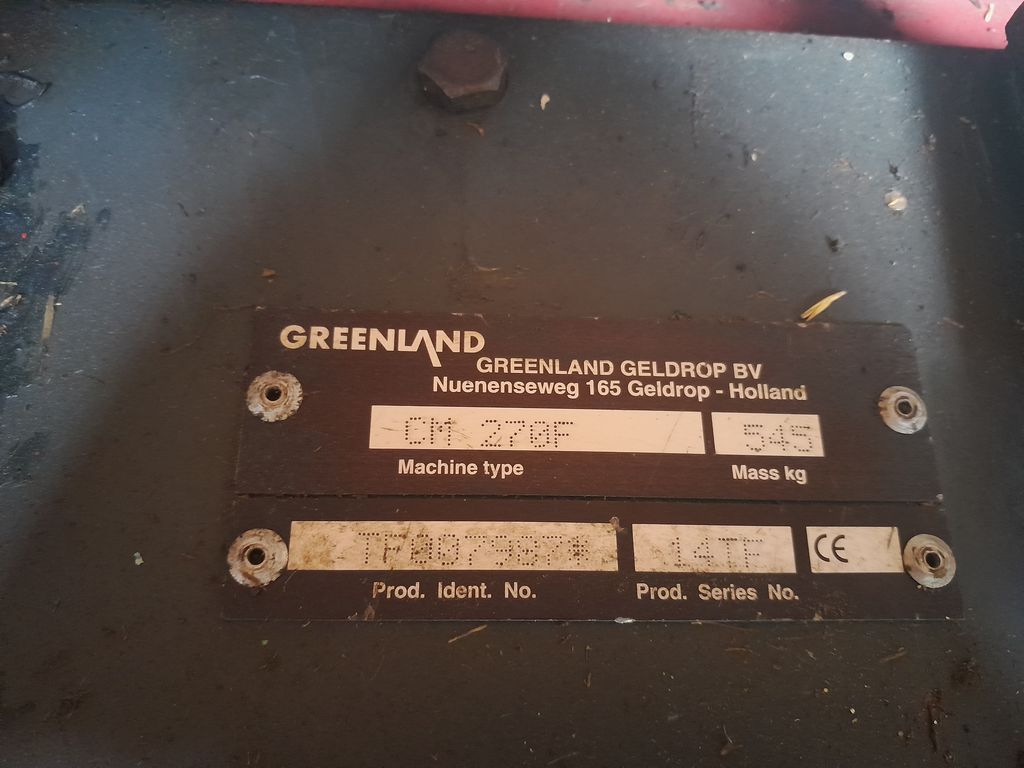 GREENLAND
GREENLAND GELDROP BV
Nuenenseweg 165 Geldrop - Holland
CM 270F 545
Machine type Mass kg
14TF CE
Prod. Ident. No. Prod. Series No.